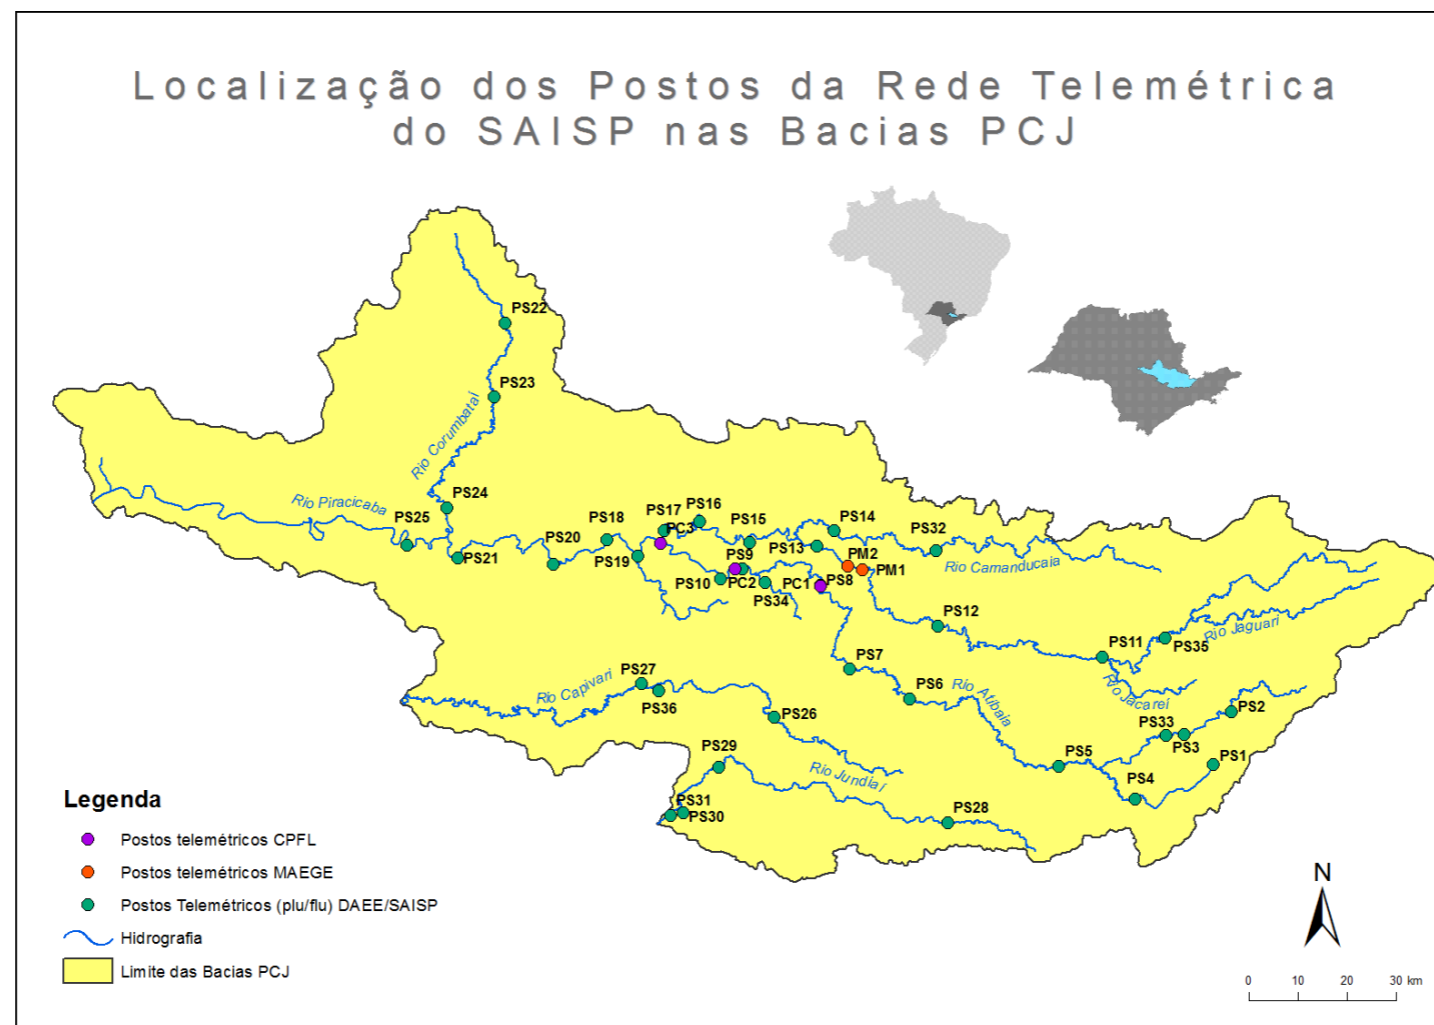 Localização dos Postos da Rede Telemétrica
do SAISP nas Bacias PCJ
PS22
PS23
Rio Corumbataí
PS24
Rio Piracicaba
PS25
PS21
PS20
PS18
PS19
PS17
PC3
PS16
PS15
PS14
PS13
PS32
PM2
PM1
Rio Camanducaia
PS9
PS10
PC2
PS34
PC1
PS8
PS12
PS11
PS35
Rio Jaguari
PS7
PS6
Rio Atibaia
Rio Jacareí
PS2
PS33
PS3
PS1
PS5
PS4
PS27
PS36
Rio Capivari
PS26
PS29
Rio Jundiaí
PS31
PS30
PS28
Legenda
Postos telemétricos CPFL
Postos telemétricos MAEGE
Postos Telemétricos (plu/flu) DAEE/SAISP
Hidrografia
Limite das Bacias PCJ
N
0 10 20 30 km